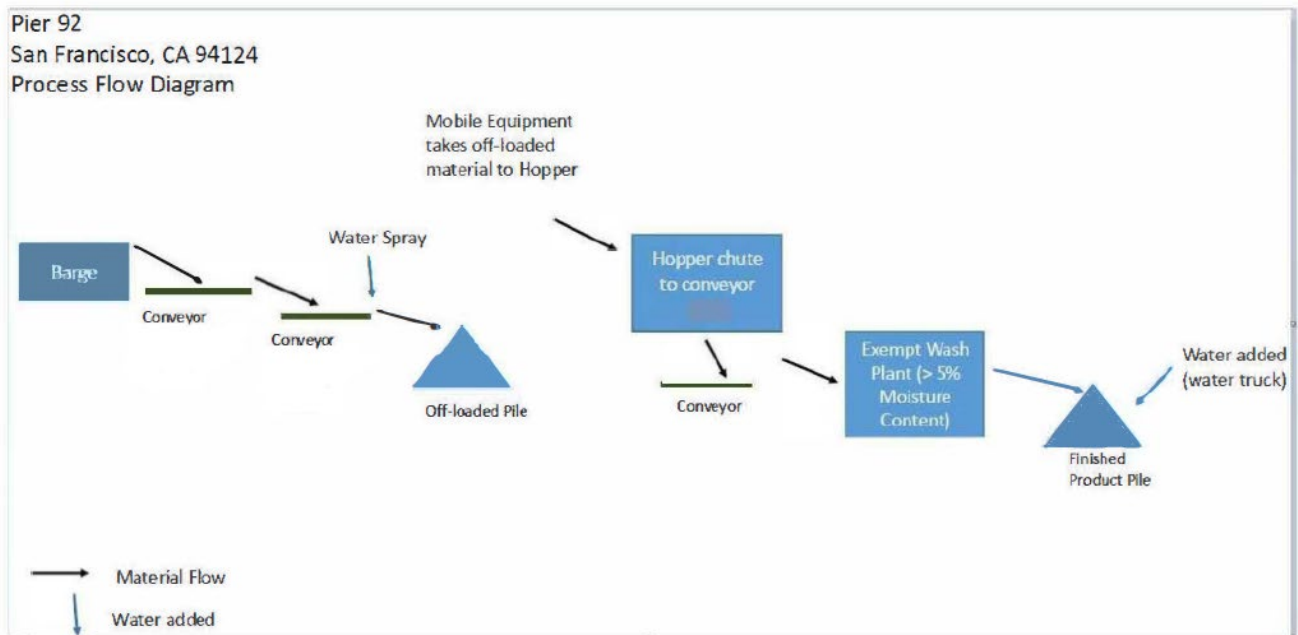 Pier 92
San Francisco, CA 94124
Process Flow Diagram
Mobile Equipment
takes off-loaded
material to Hopper
Water Spray
Barge
Conveyor
Conveyor
Off-loaded Pile
Hopper chute
to conveyor
Conveyor
Exempt Wash
Plant (> 5%
Moisture
Content)
Water added
(water truck)
Finished
Product Pile
Material Flow
Water added